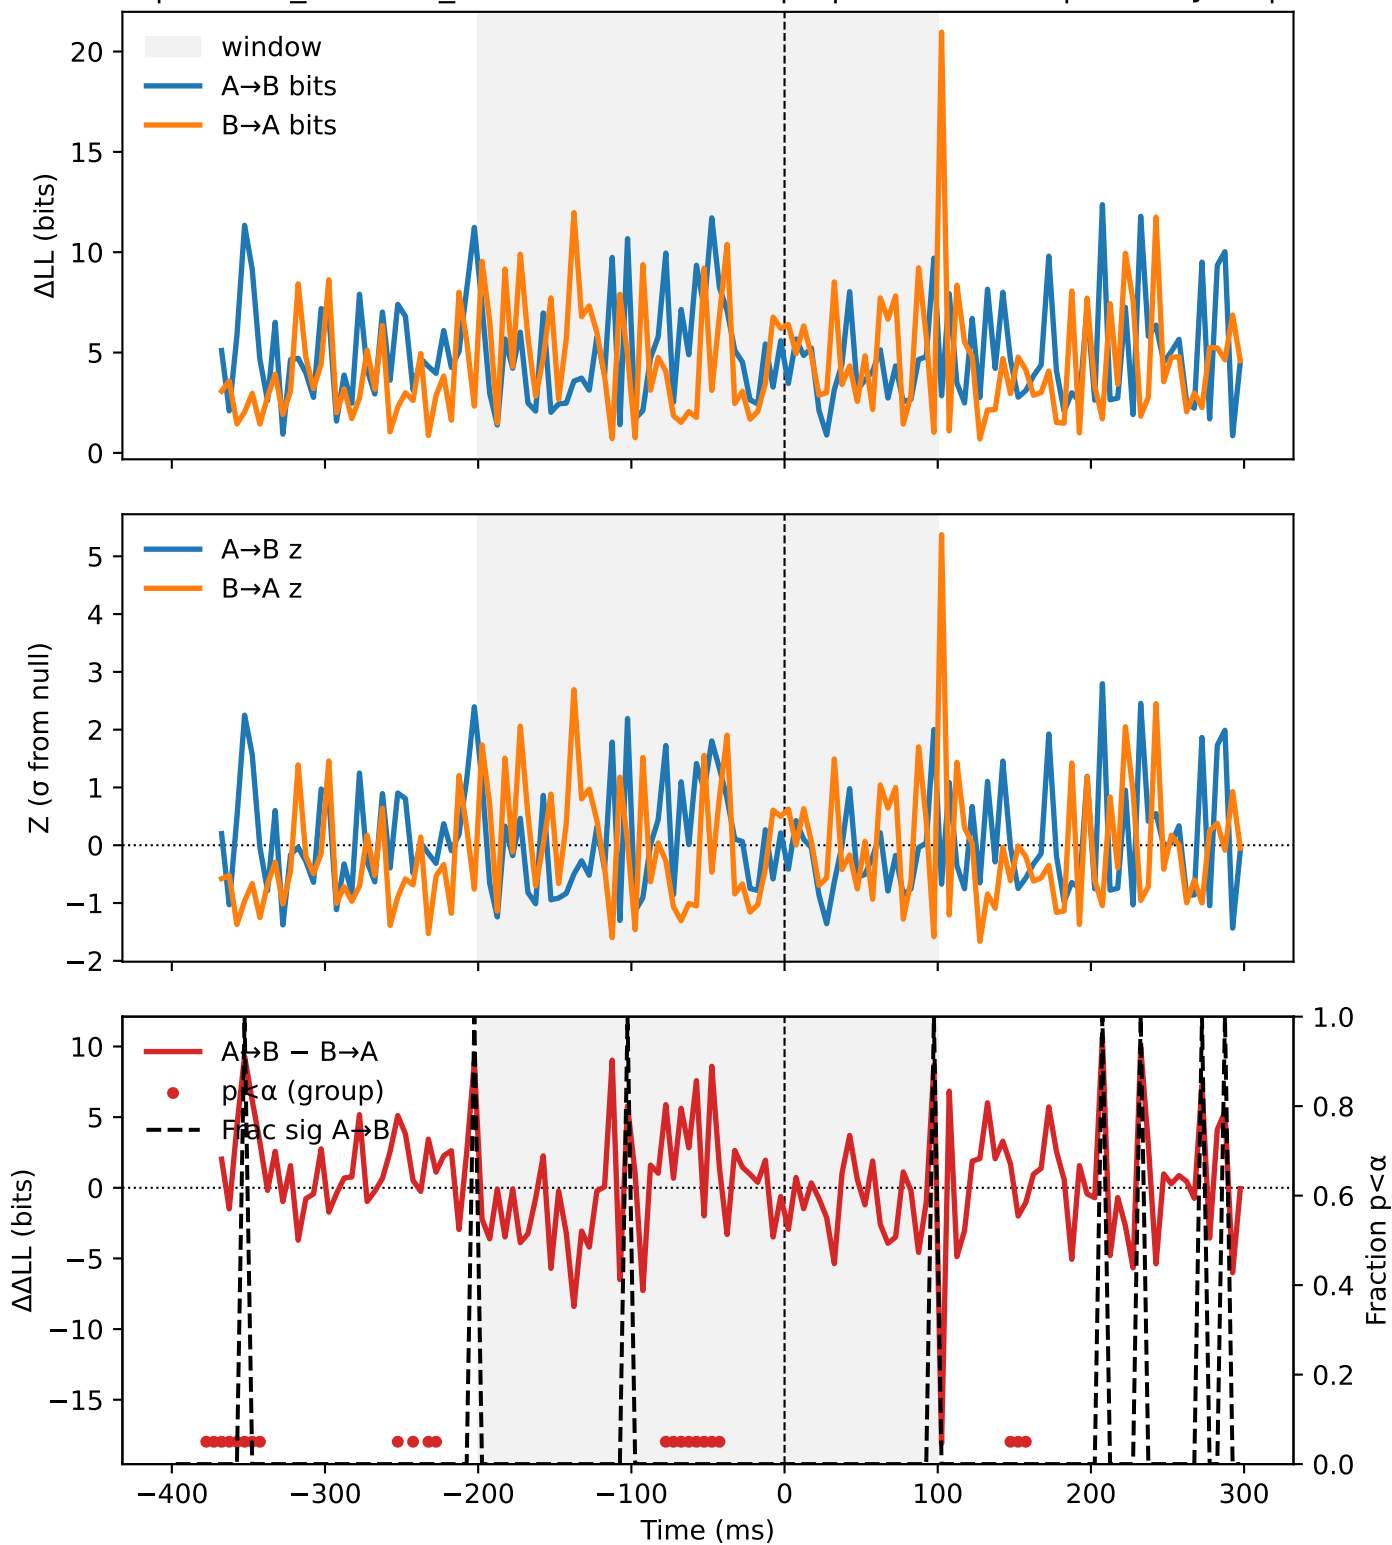 window
A→B bits
B→A bits
ΔLL (bits)
20
15
10
5
0
A→B z
B→A z
Z (σ from null)
5
4
3
2
1
0
−1
−2
A→B − B→A
p<α (group)
Frac sig A→B
ΔΔLL (bits)
10
5
0
−5
−10
−15
1.0
0.8
0.6
0.4
0.2
0.0
Fraction p<α
−400 −300 −200 −100 0 100 200 300
Time (ms)